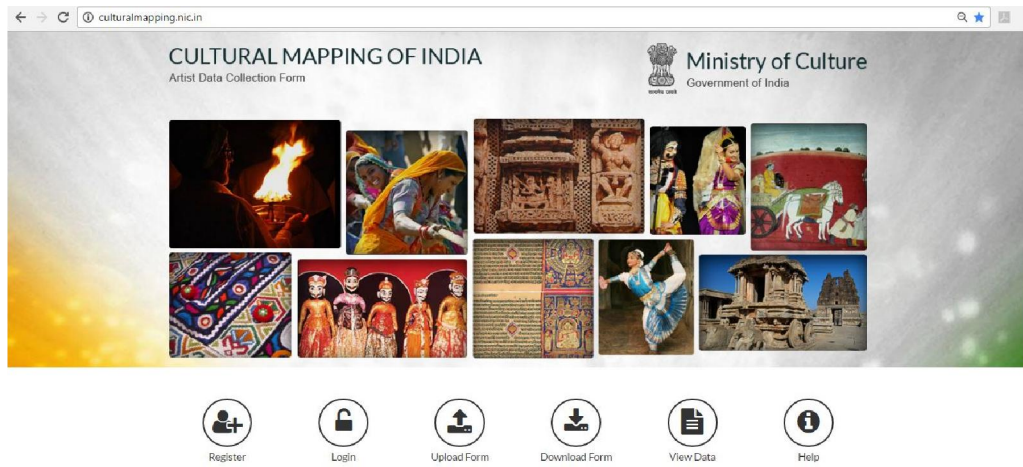 culturalmapping.nic.in
CULTURAL MAPPING OF INDIA
Artist Data Collection Form
Ministry of Culture
Government of India
Register
Login
Upload Form
Download Form
View Data
Help